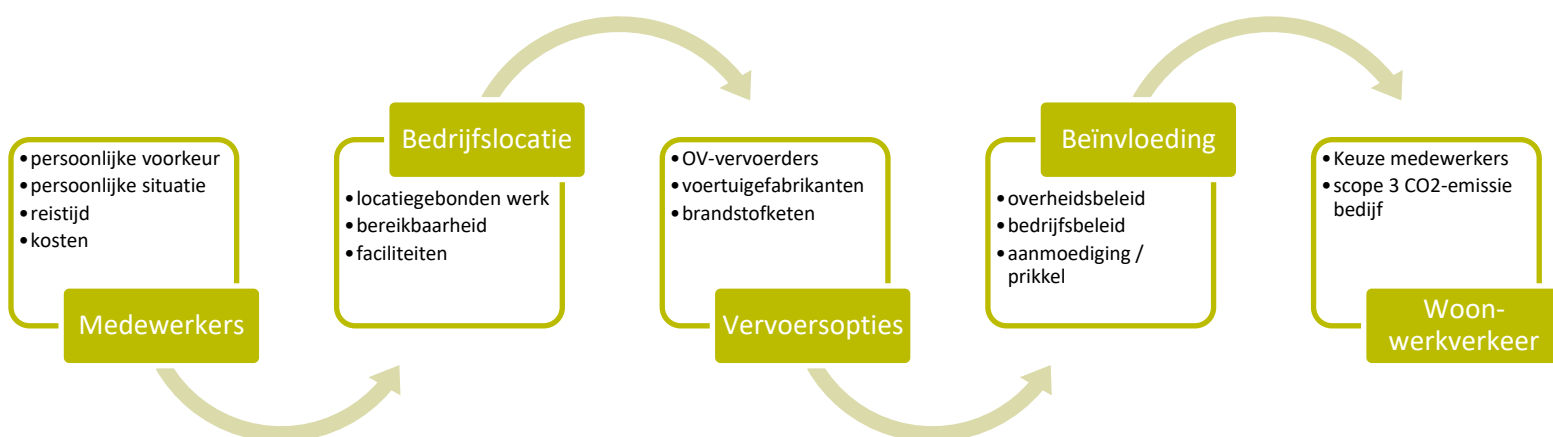 • persoonlijke voorkeur
• persoonlijke situatie
• reistijd
• kosten
Medewerkers
Bedrijfslocatie
• locatiegebonden werk
• bereikbaarheid
• faciliteiten
• OV-vervoerders
• voertuigefabrikanten
• brandstofketen
Vervoersopties
Beïnvloeding
• overheidsbeleid
• bedrijfsbeleid
• aanmoediging /
prikkel
• Keuze medewerkers
• scope 3 CO2-emissie
bedijf
Woon-
werkverkeer